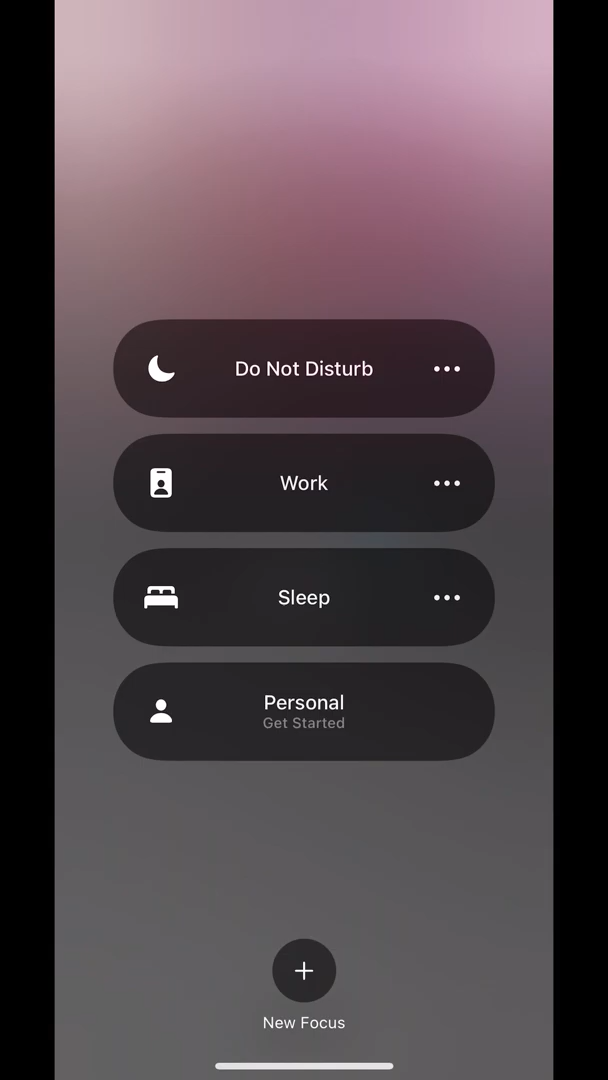 Do Not Disturb
Work
Sleep
Personal
Get Started
New Focus